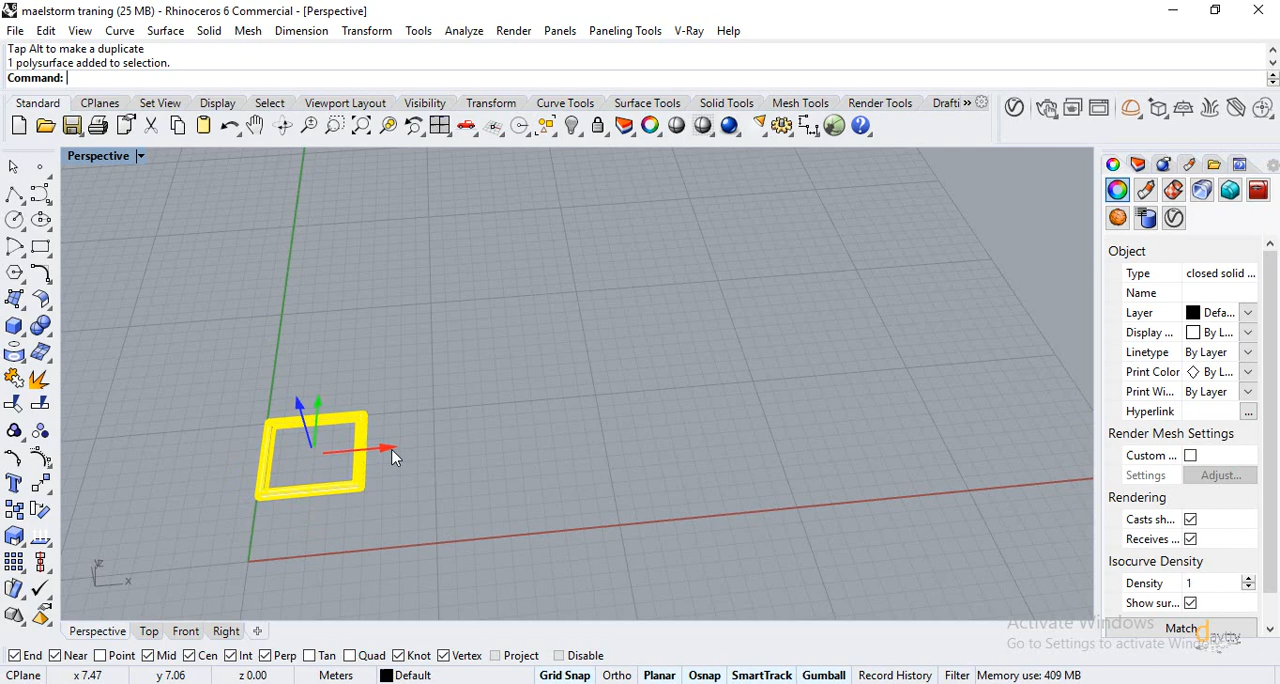 maelstorm traning (25 MB) - Rhinoceros 6 Commercial - [Perspective]
File Edit View Curve Surface Solid Mesh Dimension Transform Tools Analyze Render Panels Paneling Tools V-Ray Help
Tap Alt to make a duplicate
1 polysurface added to selection.
Command:
Standard CPlanes Set View Display Select Viewport Layout Visibility Transform Curve Tools Surface Tools Solid Tools Mesh Tools Render Tools Drafti »
Perspective
Object
Type closed solid ...
Name
Layer Defa...
Display ... By L...
Linetype By Layer
Print Color By L...
Print Wi... By Layer
Hyperlink ...
Render Mesh Settings
Custom ...
Settings Adjust...
Rendering
Casts sh...
Receives ...
Isocurve Density
Density 1
Show sur...
Match
Activate Windows
Go to Settings to activate Windows.
z
x
Perspective Top Front Right
End Near Point Mid Cen Int Perp Tan Quad Knot Vertex Project Disable
CPlane x 7.47 y 7.06 z 0.00 Meters Default Grid Snap Ortho Planar Osnap SmartTrack Gumball Record History Filter Memory use: 409 MB